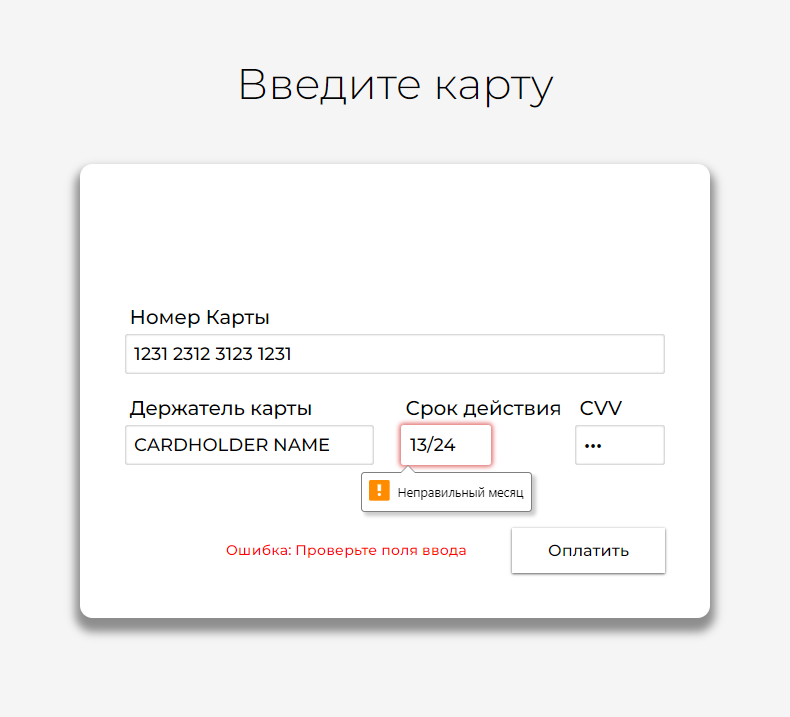 Введите карту
Номер Карты
1231 2312 3123 1231
Держатель карты Срок действия CVV
CARDHOLDER NAME 13/24 •••
Неправильный месяц
Ошибка: Проверьте поля ввода Оплатить